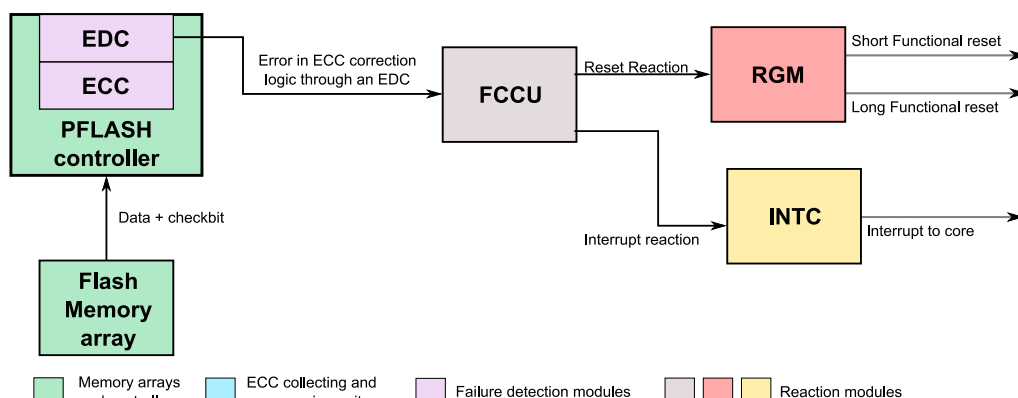 EDC
ECC
PFLASH
controller
Error in ECC correction
logic through an EDC
FCCU
Reset Reaction
RGM
Short Functional reset
Long Functional reset
Data + checkbit
Interrupt reaction
INTC
Interrupt to core
Flash
Memory
array
Memory arrays
ECC collecting and
Failure detection modules
Reaction modules